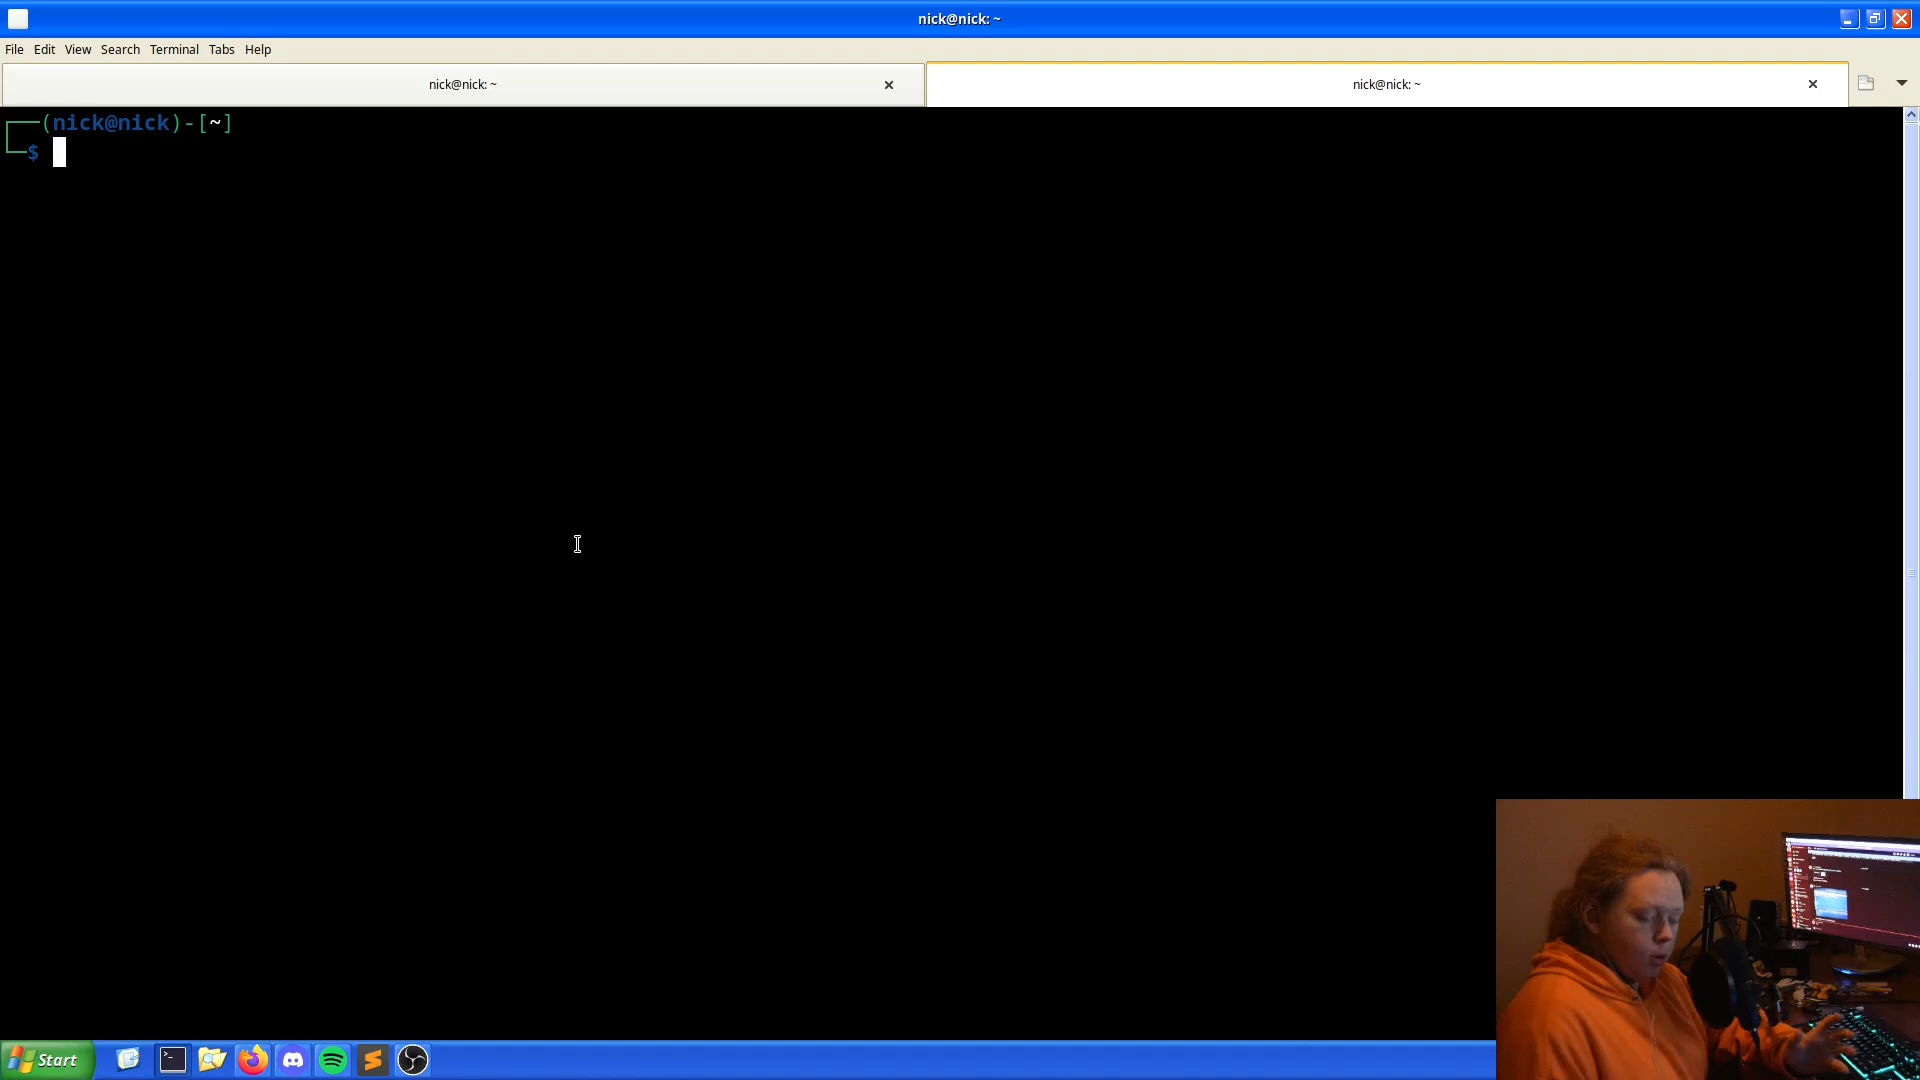 nick@nick: ~
File Edit View Search Terminal Tabs Help
nick@nick: ~
nick@nick: ~
(nick@nick)-[~]
$
Start